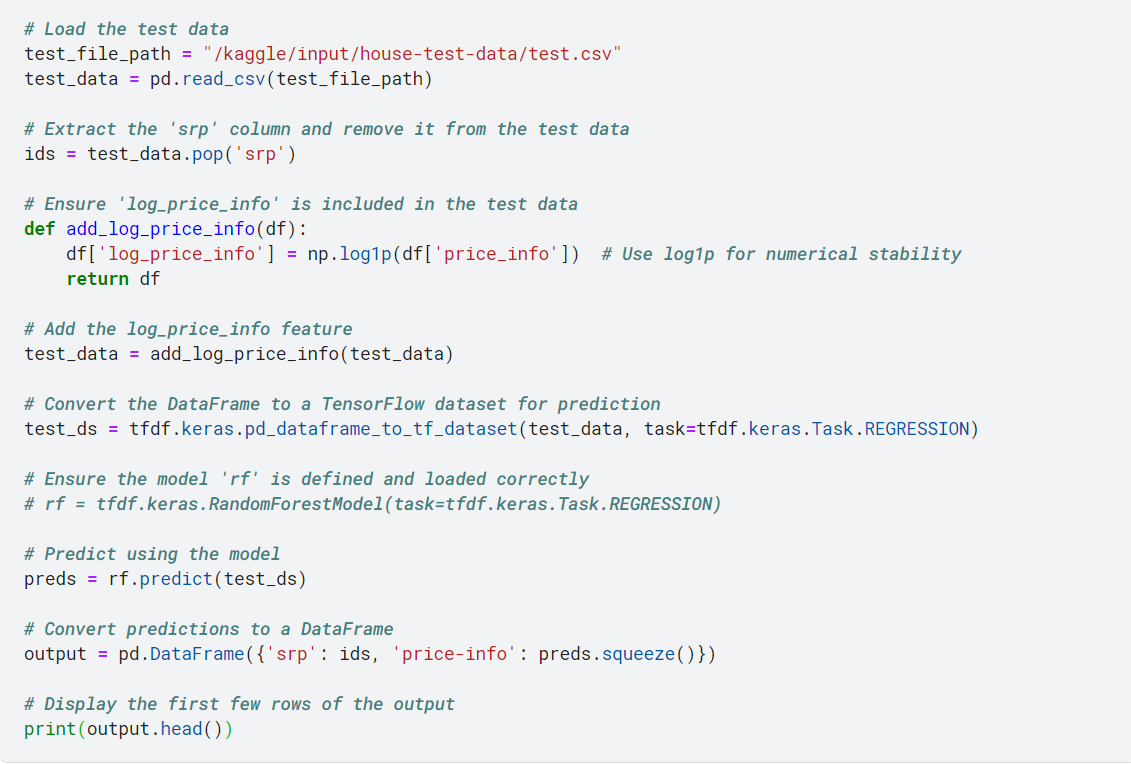 # Load the test data
test_file_path = "/kaggle/input/house-test-data/test.csv"
test_data = pd.read_csv(test_file_path)
# Extract the 'srp' column and remove it from the test data
ids = test_data.pop('srp')
# Ensure 'log_price_info' is included in the test data
def add_log_price_info(df):
    df['log_price_info'] = np.log1p(df['price_info'])  # Use log1p for numerical stability
    return df
# Add the log_price_info feature
test_data = add_log_price_info(test_data)
# Convert the DataFrame to a TensorFlow dataset for prediction
test_ds = tfdf.keras.pd_dataframe_to_tf_dataset(test_data, task=tfdf.keras.Task.REGRESSION)
# Ensure the model 'rf' is defined and loaded correctly
# rf = tfdf.keras.RandomForestModel(task=tfdf.keras.Task.REGRESSION)
# Predict using the model
preds = rf.predict(test_ds)
# Convert predictions to a DataFrame
output = pd.DataFrame({'srp': ids, 'price-info': preds.squeeze()})
# Display the first few rows of the output
print(output.head())